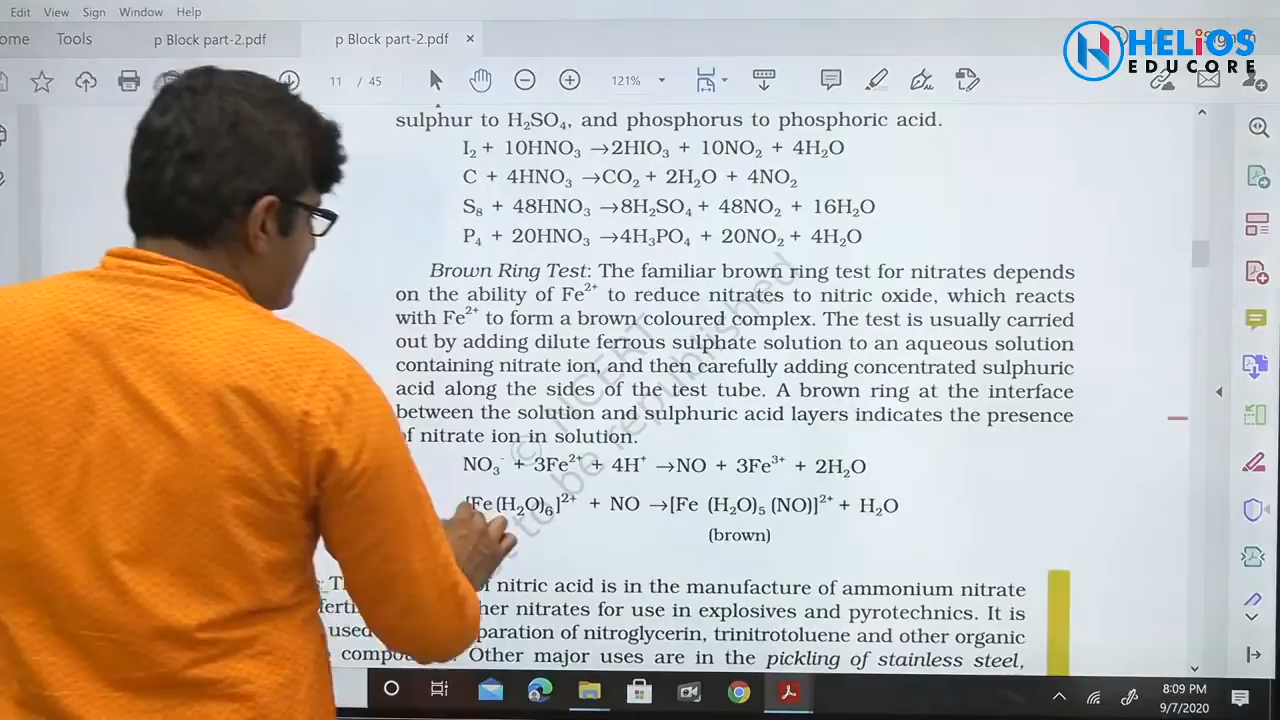 Edit View Sign Window Help
ome Tools p Block part-2.pdf p Block part-2.pdf ×
HELiOS
EDUCORE
11 / 45 121%
sulphur to H₂SO₄, and phosphorus to phosphoric acid.
I₂ + 10HNO₃ →2HIO₃ + 10NO₂ + 4H₂O
C + 4HNO₃ →CO₂ + 2H₂O + 4NO₂
S₈ + 48HNO₃ →8H₂SO₄ + 48NO₂ + 16H₂O
P₄ + 20HNO₃ →4H₃PO₄ + 20NO₂ + 4H₂O
Brown Ring Test: The familiar brown ring test for nitrates depends
on the ability of Fe²⁺ to reduce nitrates to nitric oxide, which reacts
with Fe²⁺ to form a brown coloured complex. The test is usually carried
out by adding dilute ferrous sulphate solution to an aqueous solution
containing nitrate ion, and then carefully adding concentrated sulphuric
acid along the sides of the test tube. A brown ring at the interface
between the solution and sulphuric acid layers indicates the presence
f nitrate ion in solution.
NO₃⁻ + 3Fe²⁺ + 4H⁺ →NO + 3Fe³⁺ + 2H₂O
[Fe (H₂O)₆]²⁺ + NO →[Fe (H₂O)₅ (NO)]²⁺ + H₂O
(brown)
nitric acid is in the manufacture of ammonium nitrate
ferti her nitrates for use in explosives and pyrotechnics. It is
used paration of nitroglycerin, trinitrotoluene and other organic
compo Other major uses are in the pickling of stainless steel,
to be republished
8:09 PM
9/7/2020